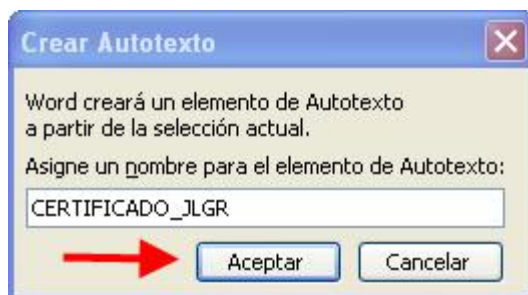 Crear Autotexto
Word creará un elemento de Autotexto
a partir de la selección actual.
Asigne un nombre para el elemento de Autotexto:
CERTIFICADO_JLGR
Aceptar Cancelar